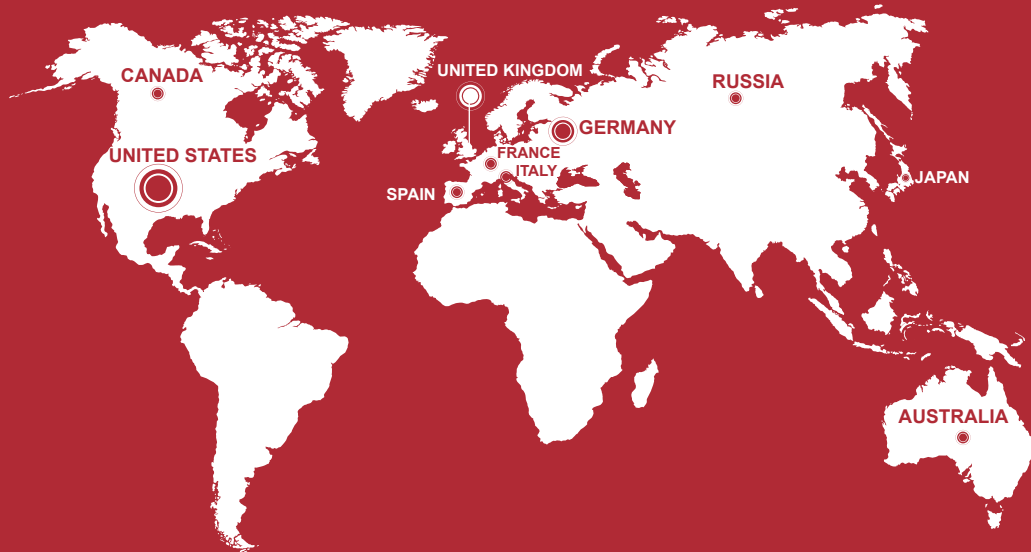 UNITED KINGDOM
CANADA
RUSSIA
GERMANY
FRANCE
UNITED STATES
ITALY
JAPAN
SPAIN
AUSTRALIA